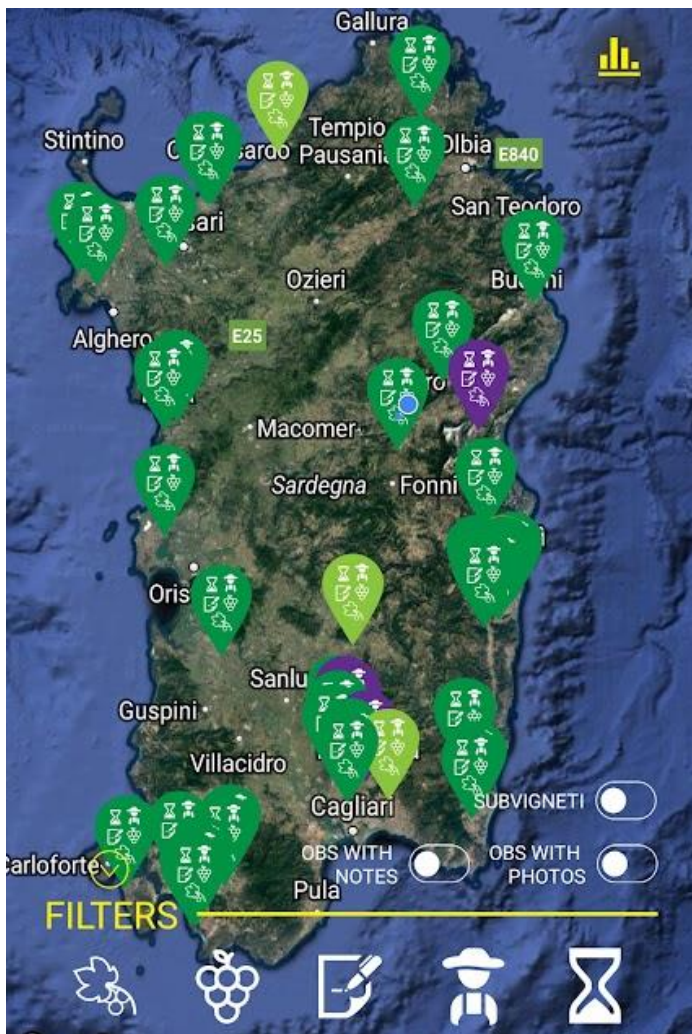 Gallura
Stintino
Tempio
Pausania
Olbia
E840
San Teodoro
Ozieri
Alghero
E25
Macomer
Sardegna
Fonni
Guspini
Villacidro
Cagliari
SUBVIGNETI
OBS WITH
NOTES
OBS WITH
PHOTOS
Carloforte
Pula
FILTERS